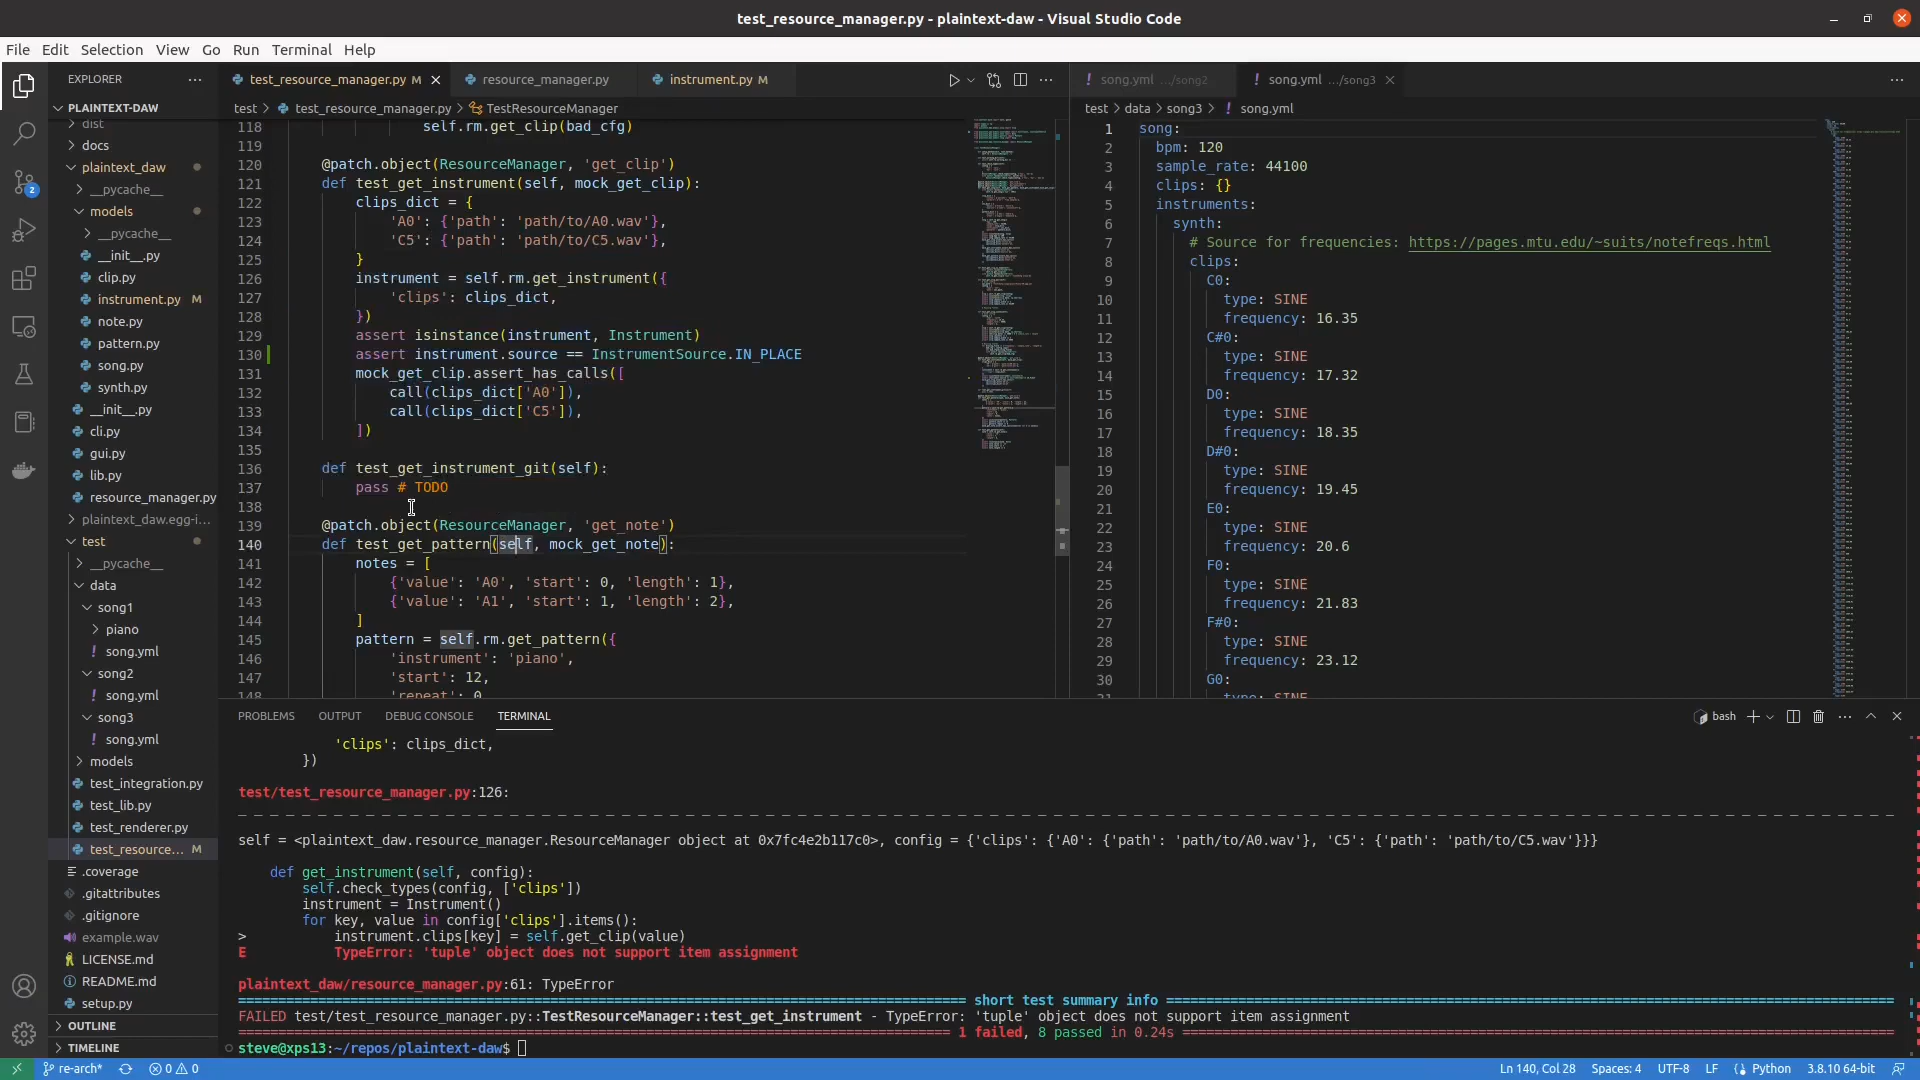 test_resource_manager.py - plaintext-daw - Visual Studio Code
File Edit Selection View Go Run Terminal Help
EXPLORER
PLAINTEXT-DAW
dist
docs
plaintext_daw
__pycache__
models
__pycache__
__init__.py
clip.py
instrument.py M
note.py
pattern.py
song.py
synth.py
__init__.py
cli.py
gui.py
lib.py
resource_manager.py
plaintext_daw.egg-i...
test
__pycache__
data
song1
piano
song.yml
song2
song.yml
song3
song.yml
models
test_integration.py
test_lib.py
test_renderer.py
test_resource... M
.coverage
.gitattributes
.gitignore
example.wav
LICENSE.md
README.md
setup.py
OUTLINE
TIMELINE
2
test_resource_manager.py M
resource_manager.py
instrument.py M
test > test_resource_manager.py > TestResourceManager
118 self.rm.get_clip(bad_cfg)
119
120 @patch.object(ResourceManager, 'get_clip')
121 def test_get_instrument(self, mock_get_clip):
122 clips_dict = {
123 'A0': {'path': 'path/to/A0.wav'},
124 'C5': {'path': 'path/to/C5.wav'},
125 }
126 instrument = self.rm.get_instrument({
127 'clips': clips_dict,
128 })
129 assert isinstance(instrument, Instrument)
130 assert instrument.source == InstrumentSource.IN_PLACE
131 mock_get_clip.assert_has_calls([
132 call(clips_dict['A0']),
133 call(clips_dict['C5']),
134 ])
135
136 def test_get_instrument_git(self):
137 pass # TODO
138
139 @patch.object(ResourceManager, 'get_note')
140 def test_get_pattern(self, mock_get_note):
141 notes = [
142 {'value': 'A0', 'start': 0, 'length': 1},
143 {'value': 'A1', 'start': 1, 'length': 2},
144 ]
145 pattern = self.rm.get_pattern({
146 'instrument': 'piano',
147 'start': 12,
148 'repeat': 0,
song.yml .../song2
song.yml .../song3
test > data > song3 > song.yml
1 song:
2 bpm: 120
3 sample_rate: 44100
4 clips: {}
5 instruments:
6 synth:
7 # Source for frequencies: https://pages.mtu.edu/~suits/notefreqs.html
8 clips:
9 C0:
10 type: SINE
11 frequency: 16.35
12 C#0:
13 type: SINE
14 frequency: 17.32
15 D0:
16 type: SINE
17 frequency: 18.35
18 D#0:
19 type: SINE
20 frequency: 19.45
21 E0:
22 type: SINE
23 frequency: 20.6
24 F0:
25 type: SINE
26 frequency: 21.83
27 F#0:
28 type: SINE
29 frequency: 23.12
30 G0:
31 type: SINE
PROBLEMS OUTPUT DEBUG CONSOLE TERMINAL
bash
'clips': clips_dict,
})
test/test_resource_manager.py:126:
_ _ _ _ _ _ _ _ _ _ _ _ _ _ _ _ _ _ _ _ _ _ _ _ _ _ _ _ _ _ _ _ _ _ _ _ _ _ _ _
self = <plaintext_daw.resource_manager.ResourceManager object at 0x7fc4e2b117c0>, config = {'clips': {'A0': {'path': 'path/to/A0.wav'}, 'C5': {'path': 'path/to/C5.wav'}}}
def get_instrument(self, config):
self.check_types(config, ['clips'])
instrument = Instrument()
for key, value in config['clips'].items():
> instrument.clips[key] = self.get_clip(value)
E TypeError: 'tuple' object does not support item assignment
plaintext_daw/resource_manager.py:61: TypeError
==================== short test summary info ====================
FAILED test/test_resource_manager.py::TestResourceManager::test_get_instrument - TypeError: 'tuple' object does not support item assignment
==================== 1 failed, 8 passed in 0.24s ====================
steve@xps13:~/repos/plaintext-daw$
re-arch* 0 0 Ln 140, Col 28 Spaces: 4 UTF-8 LF Python 3.8.10 64-bit